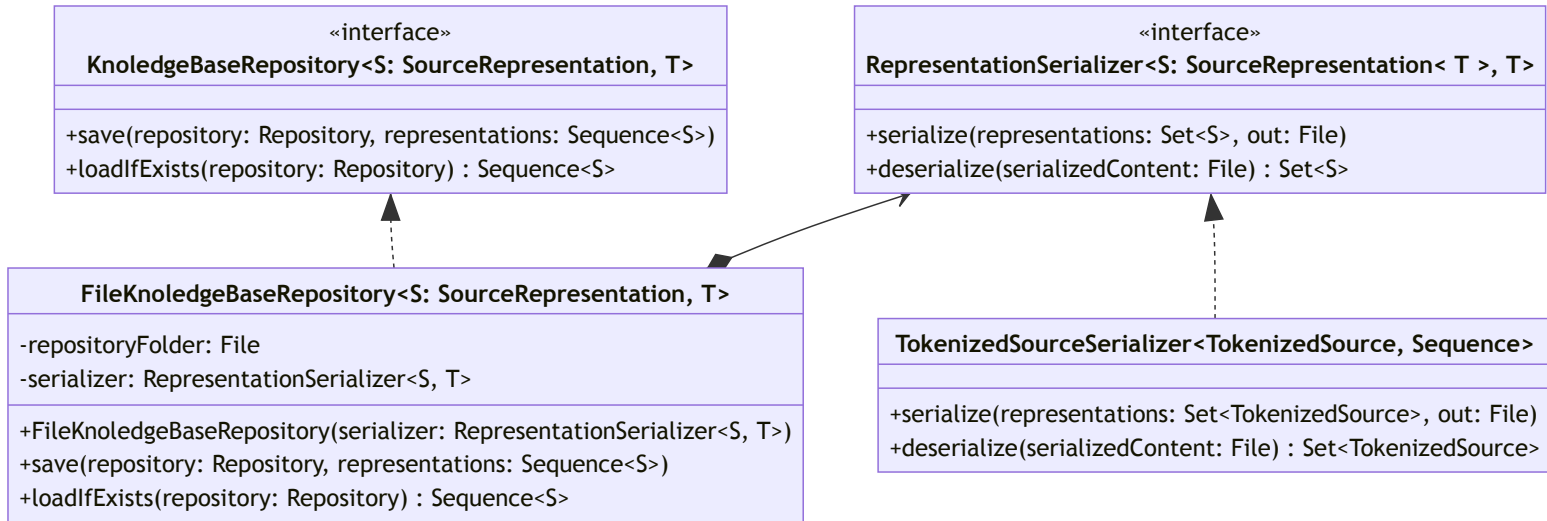 «interface»
KnoledgeBaseRepository<S: SourceRepresentation, T>
+save(repository: Repository, representations: Sequence<S>)
+loadIfExists(repository: Repository) : Sequence<S>
«interface»
RepresentationSerializer<S: SourceRepresentation< T >, T>
+serialize(representations: Set<S>, out: File)
+deserialize(serializedContent: File) : Set<S>
FileKnoledgeBaseRepository<S: SourceRepresentation, T>
-repositoryFolder: File
-serializer: RepresentationSerializer<S, T>
+FileKnoledgeBaseRepository(serializer: RepresentationSerializer<S, T>)
+save(repository: Repository, representations: Sequence<S>)
+loadIfExists(repository: Repository) : Sequence<S>
TokenizedSourceSerializer<TokenizedSource, Sequence>
+serialize(representations: Set<TokenizedSource>, out: File)
+deserialize(serializedContent: File) : Set<TokenizedSource>